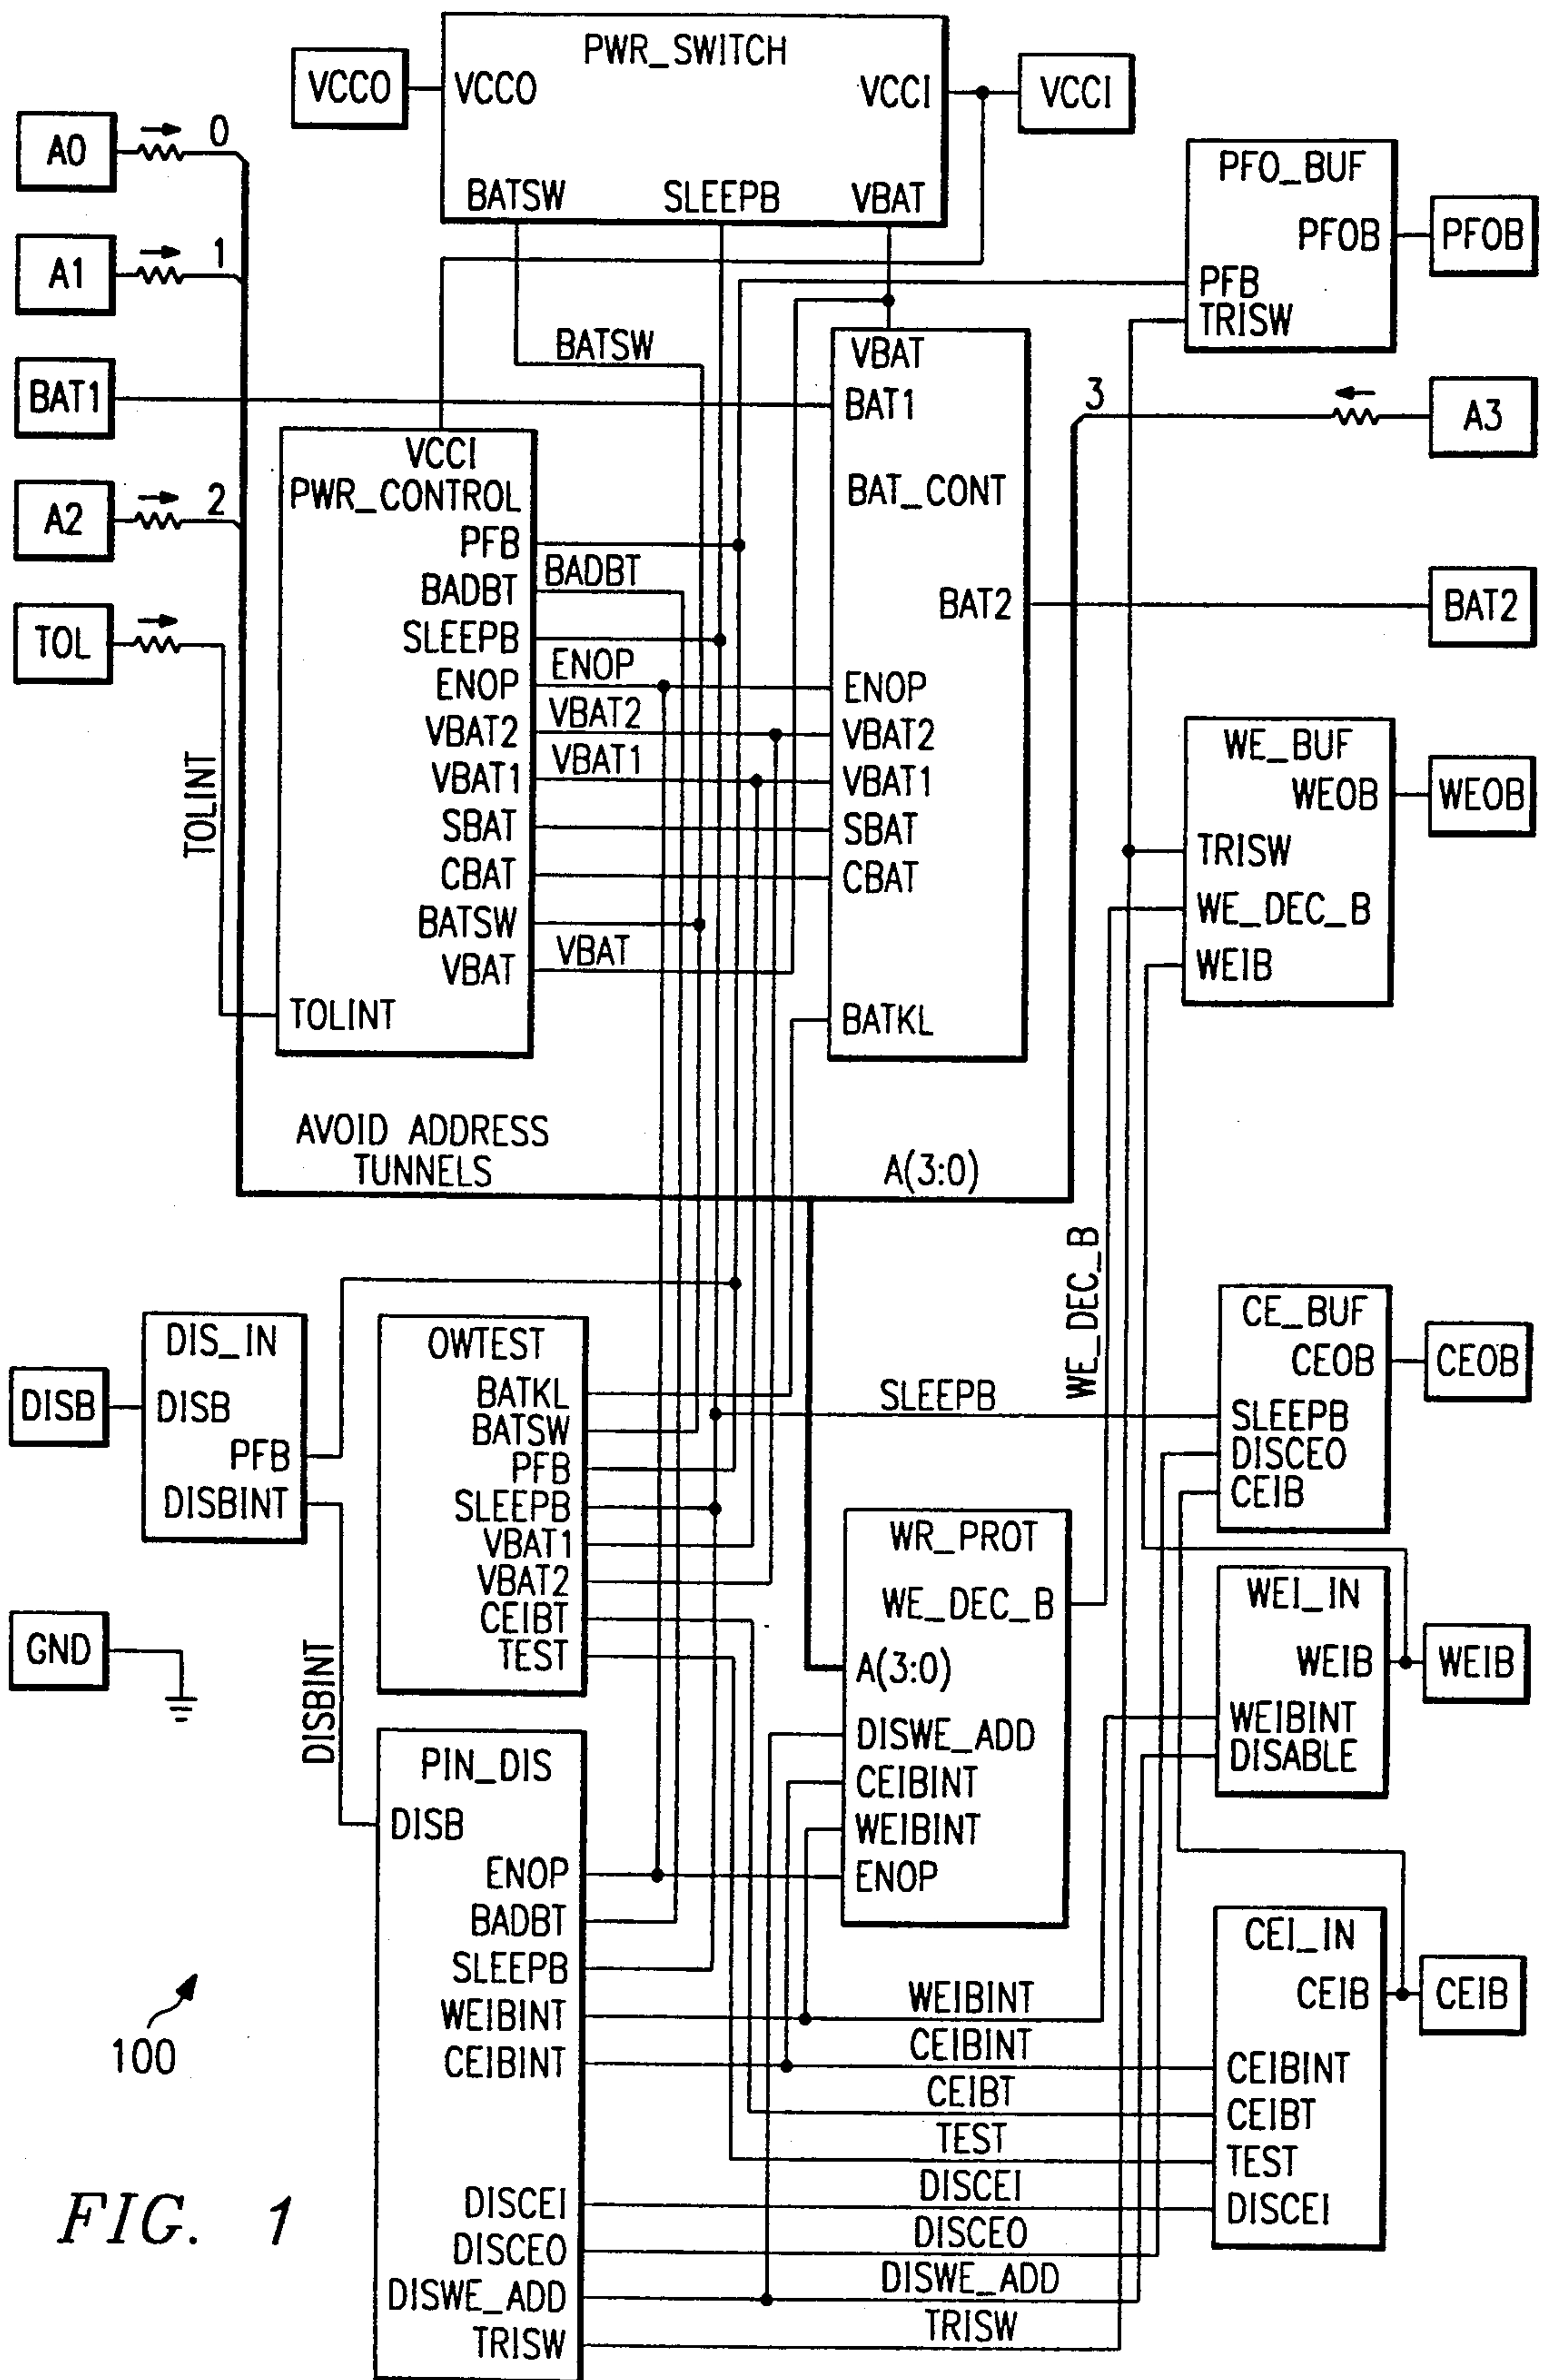 PWR_SWITCH
VCCO
VCCO
VCCI
VCCI
BATSW
SLEEPB
VBAT
A0
0
A1
1
BAT1
A2
2
TOL
TOLINT
PFO_BUF
PFOB
PFOB
PFB
TRISW
A3
3
BATSW
VCCI
PWR_CONTROL
PFB
BADBT
SLEEPB
ENOP
VBAT2
VBAT1
SBAT
CBAT
BATSW
VBAT
TOLINT
BADBT
ENOP
VBAT2
VBAT1
VBAT
VBAT
BAT1
BAT_CONT
BAT2
ENOP
VBAT2
VBAT1
SBAT
CBAT
BATKL
BAT2
WE_BUF
WEOB
WEOB
TRISW
WE_DEC_B
WEIB
AVOID ADDRESS
TUNNELS
A(3:0)
WE_DEC_B
DIS_IN
DISB
DISB
PFB
DISBINT
GND
DISBINT
OWTEST
BATKL
BATSW
PFB
SLEEPB
VBAT1
VBAT2
CEIBT
TEST
SLEEPB
CE_BUF
CEOB
CEOB
SLEEPB
DISCEO
CEIB
WR_PROT
WE_DEC_B
A(3:0)
DISWE_ADD
CEIBINT
WEIBINT
ENOP
WEI_IN
WEIB
WEIB
WEIBINT
DISABLE
PIN_DIS
DISB
ENOP
BADBT
SLEEPB
WEIBINT
CEIBINT
DISCEI
DISCEO
DISWE_ADD
TRISW
WEIBINT
CEIBINT
CEIBT
TEST
DISCEI
DISCEO
DISWE_ADD
TRISW
CEI_IN
CEIB
CEIB
CEIBINT
CEIBT
TEST
DISCEI
100
FIG. 1